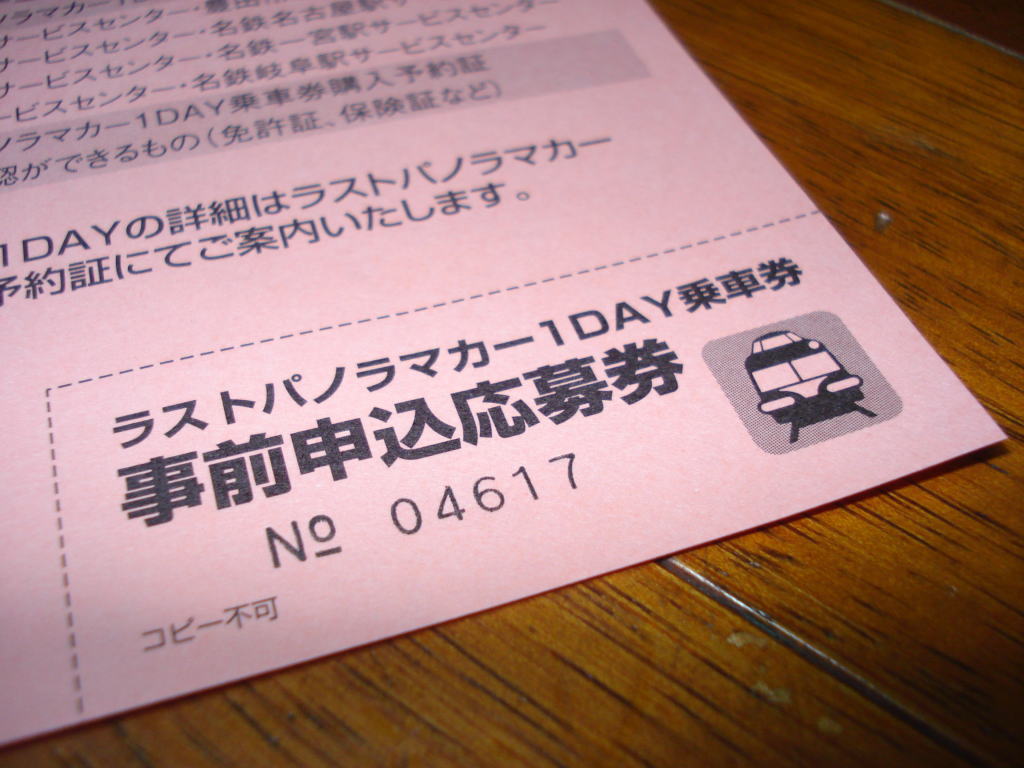 サービスセンター・豊田
サービスセンター・名鉄名古屋駅サ
サービスセンター・名鉄一宮駅サービスセンター
ービスセンター・名鉄岐阜駅サービスセンター
ノラマカー1DAY乗車券購入予約証
認ができるもの(免許証、保険証など)
1DAYの詳細はラストパノラマカー
予約証にてご案内いたします。
ラストパノラマカー1DAY乗車券
事前申込応募券
№ 04617
コピー不可